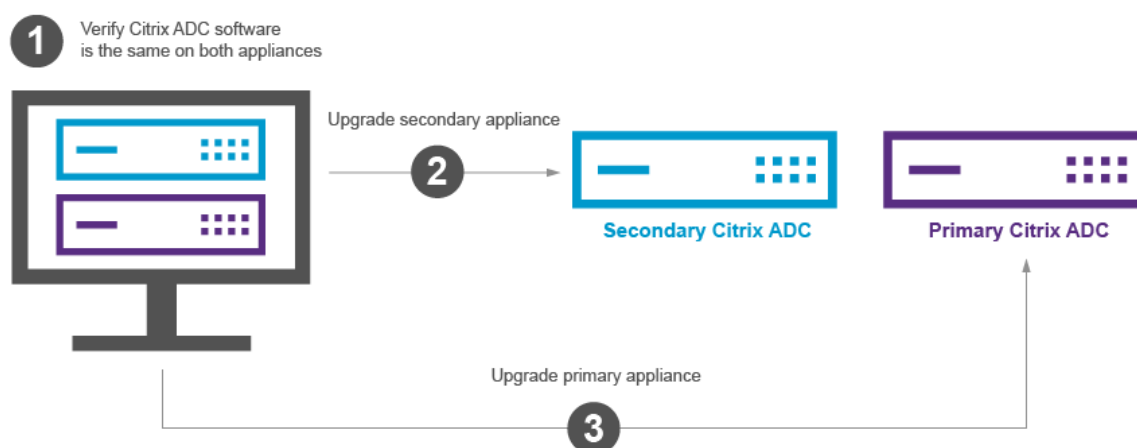 1
Verify Citrix ADC software
is the same on both appliances
Upgrade secondary appliance
2
Secondary Citrix ADC
Primary Citrix ADC
Upgrade primary appliance
3